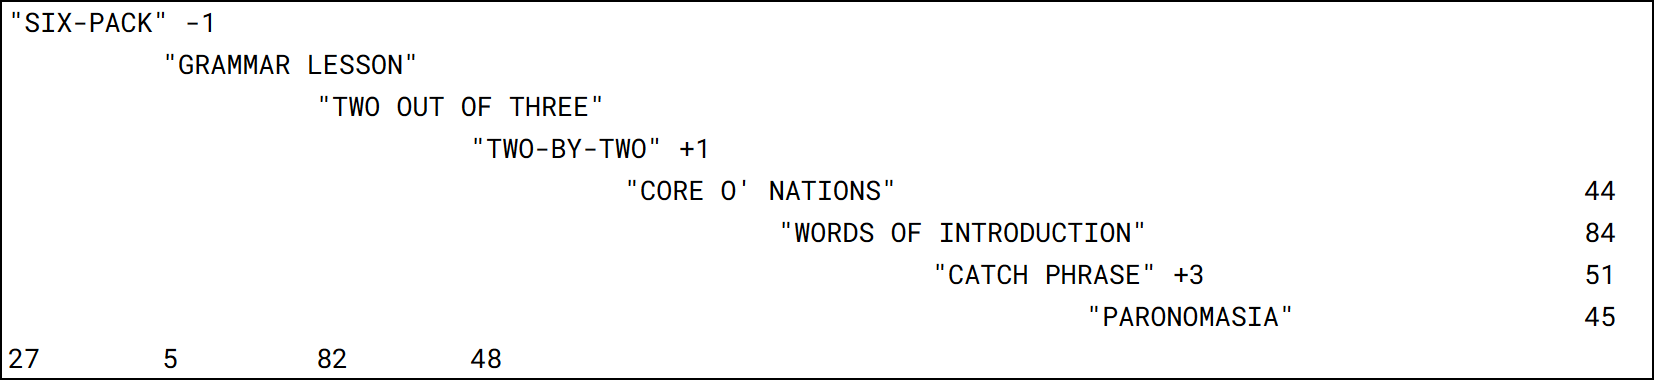 "SIX-PACK" -1
"GRAMMAR LESSON"
"TWO OUT OF THREE"
"TWO-BY-TWO" +1
"CORE O' NATIONS" 44
"WORDS OF INTRODUCTION" 84
"CATCH PHRASE" +3 51
"PARONOMASIA" 45
27 5 82 48